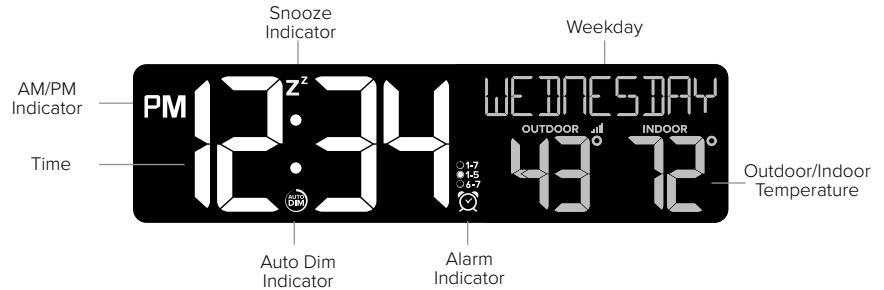 Snooze
Indicator
Weekday
AM/PM
Indicator
PM
12:34
Zz
WEDNESDAY
OUTDOOR
INDOOR
43°
72°
1-7
1-5
6-7
AUTO
DIM
Time
Outdoor/Indoor
Temperature
Auto Dim
Indicator
Alarm
Indicator